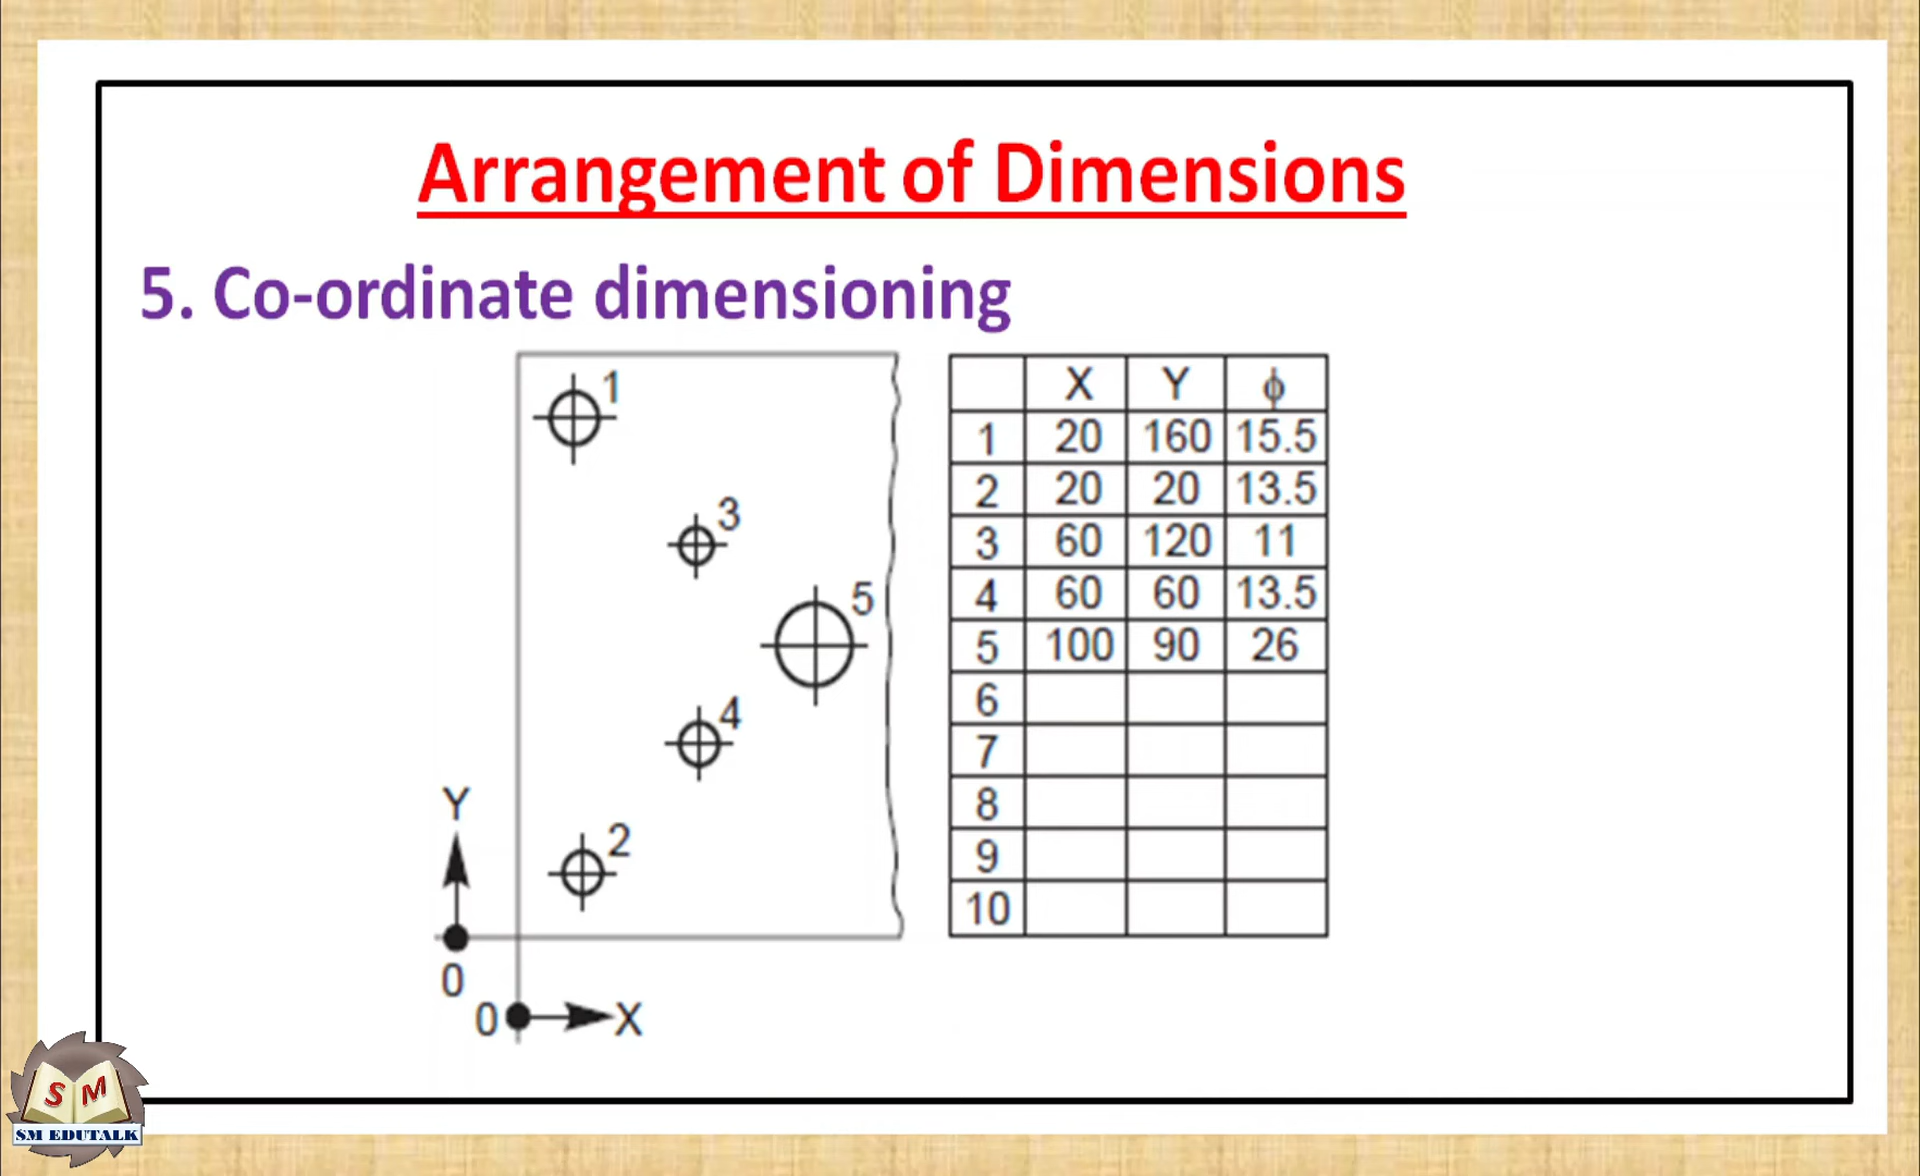 Arrangement of Dimensions
5. Co-ordinate dimensioning
1
3
5
4
2
Y
0
0 X
X Y ϕ
1 20 160 15.5
2 20 20 13.5
3 60 120 11
4 60 60 13.5
5 100 90 26
6
7
8
9
10
S M
SM EDUTALK